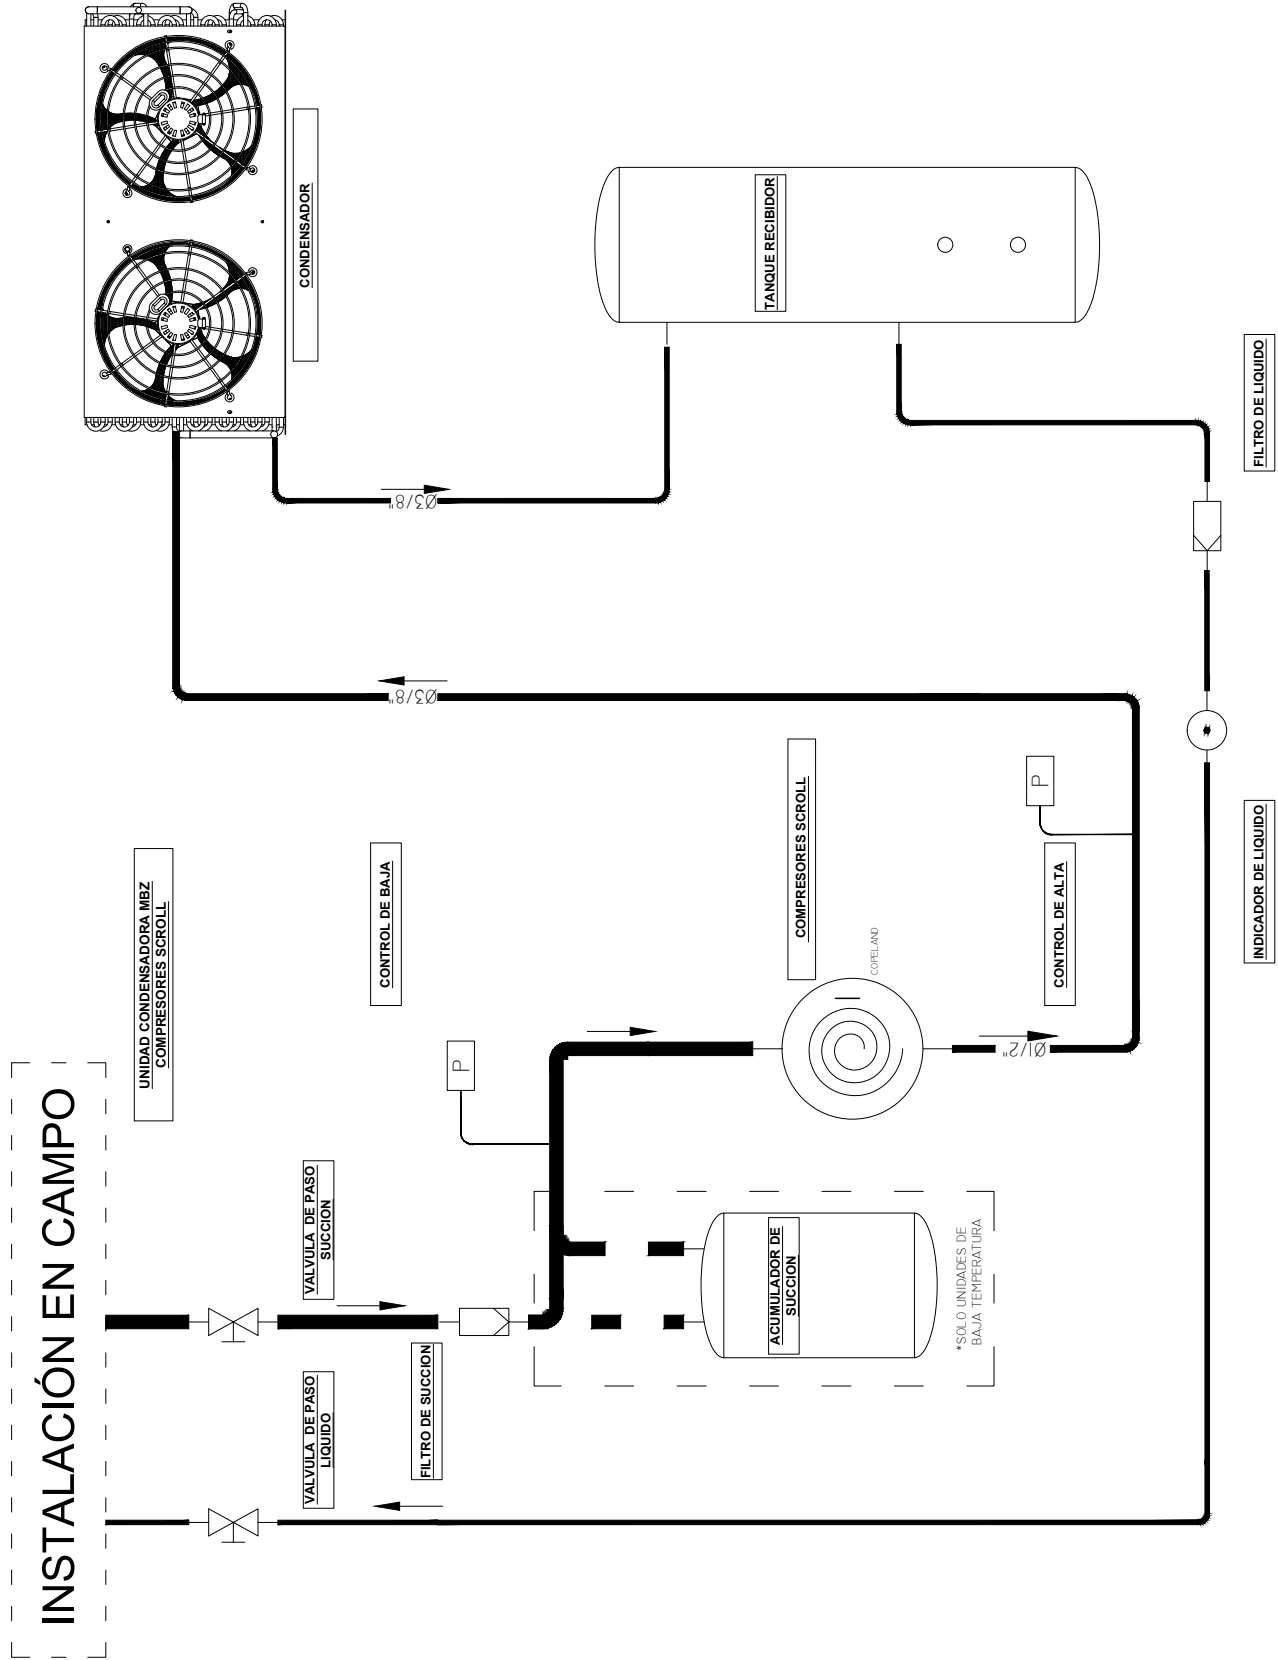 INSTALACIÓN EN CAMPO
UNIDAD CONDENSADORA MBZ
COMPRESORES SCROLL
CONDENSADOR
VALVULA DE PASO
LIQUIDO
VALVULA DE PASO
SUCCION
CONTROL DE BAJA
P
Ø3/8"
Ø3/8"
FILTRO DE SUCCION
ACUMULADOR DE
SUCCION
*SOLO UNIDADES DE
BAJA TEMPERATURA
COMPRESORES SCROLL
COPELAND
TANQUE RECIBIDOR
Ø1/2"
CONTROL DE ALTA
P
INDICADOR DE LIQUIDO
FILTRO DE LIQUIDO